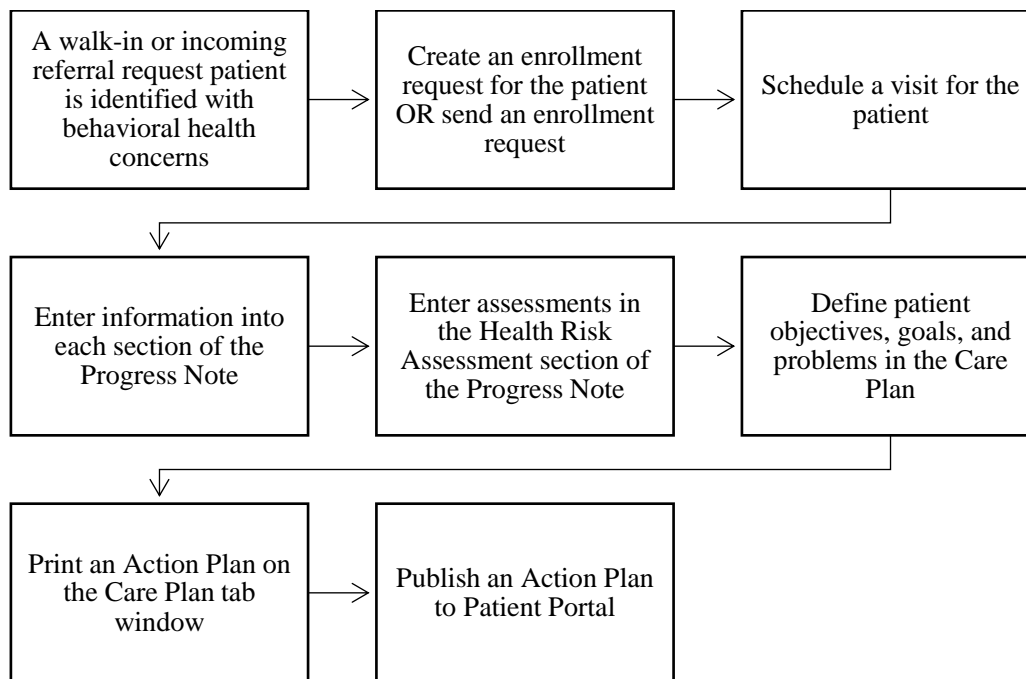 A walk-in or incoming
referral request patient
is identified with
behavioral health
concerns
Create an enrollment
request for the patient
OR send an enrollment
request
Schedule a visit for the
patient
Enter information into
each section of the
Progress Note
Enter assessments in
the Health Risk
Assessment section of
the Progress Note
Define patient
objectives, goals, and
problems in the Care
Plan
Print an Action Plan on
the Care Plan tab
window
Publish an Action Plan
to Patient Portal